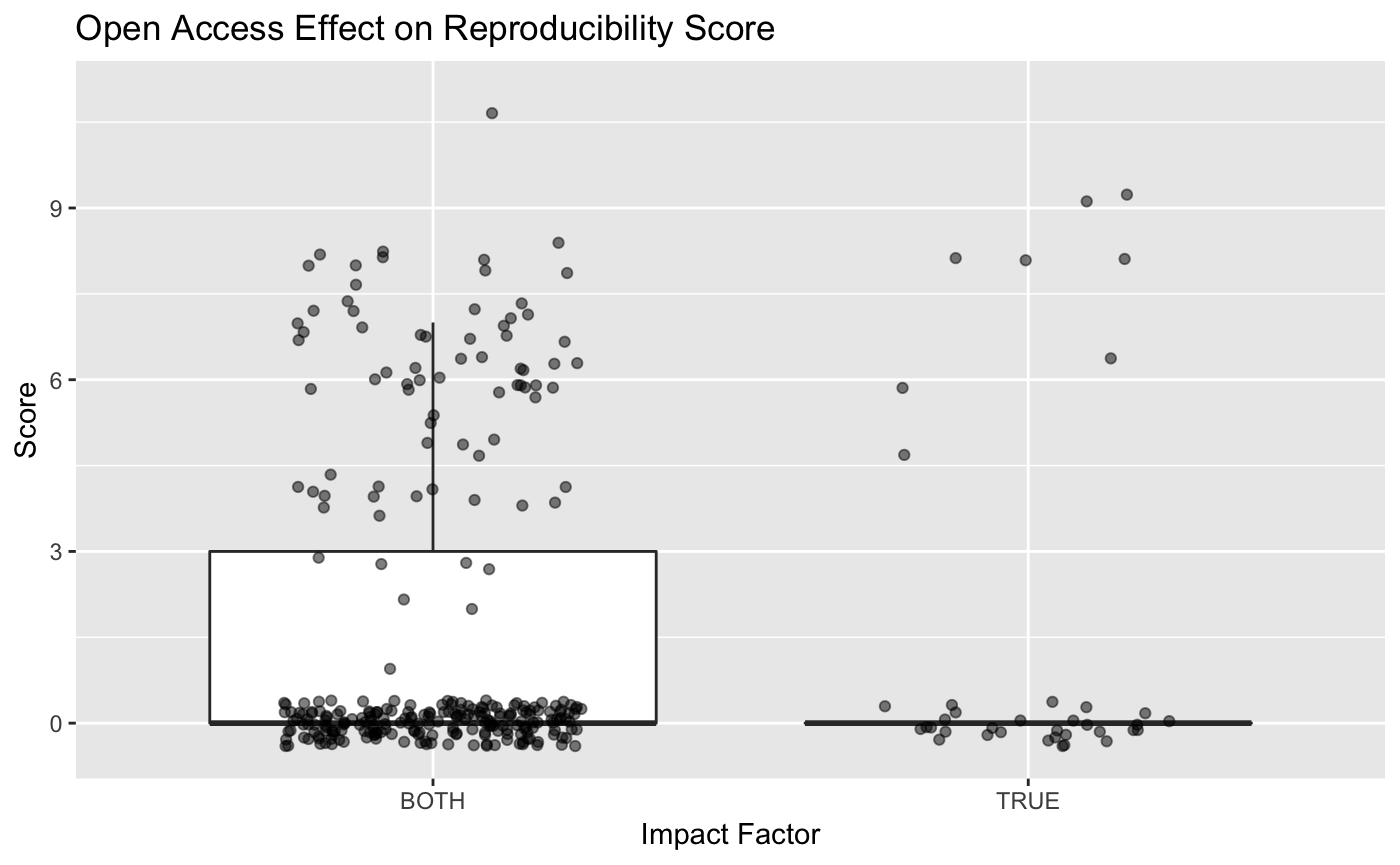 Open Access Effect on Reproducibility Score
9
6
3
0
Score
BOTH
TRUE
Impact Factor